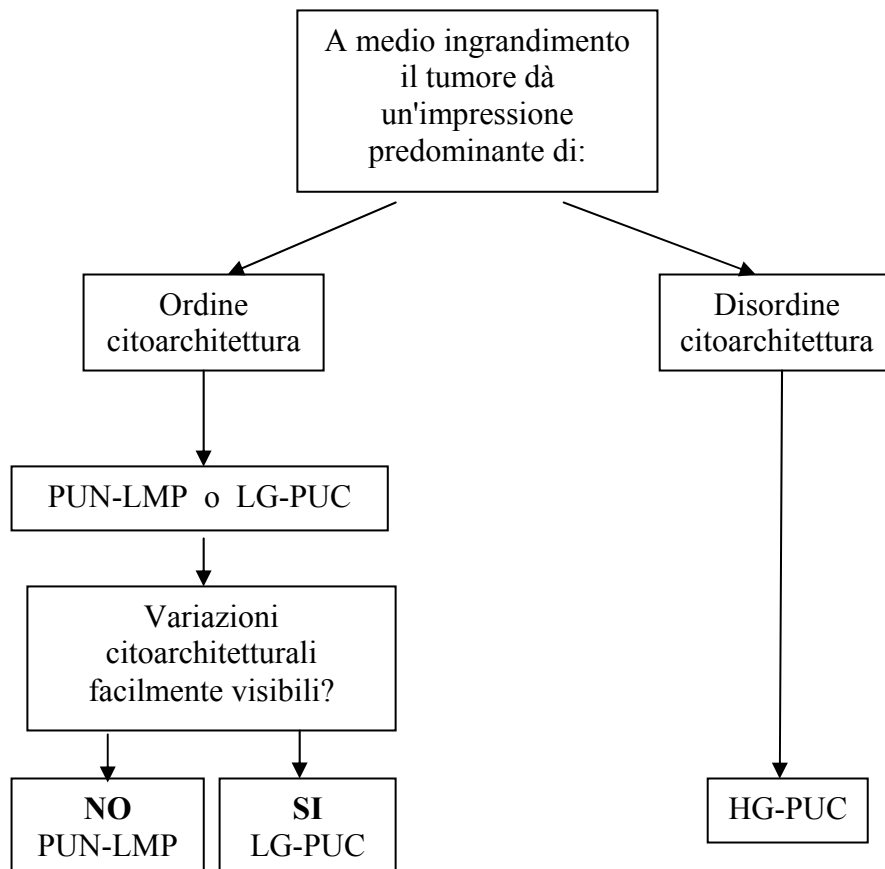 A medio ingrandimento
il tumore dà
un'impressione
predominante di:
Ordine
citoarchitettura
Disordine
citoarchitettura
PUN-LMP o LG-PUC
Variazioni
citoarchitetturali
facilmente visibili?
NO
PUN-LMP
SI
LG-PUC
HG-PUC